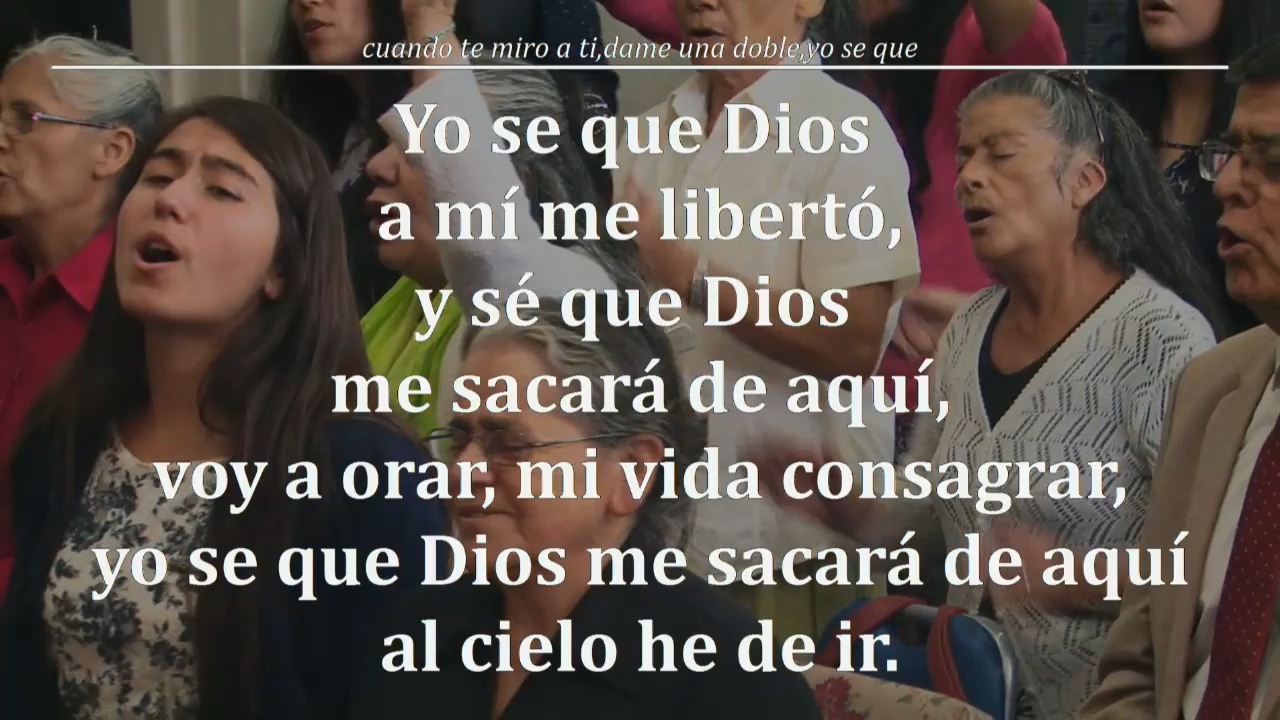 cuando te miro a ti,dame una doble,yo se que
Yo se que Dios
a mí me libertó,
y sé que Dios
me sacará de aquí,
voy a orar, mi vida consagrar,
yo se que Dios me sacará de aquí
al cielo he de ir.